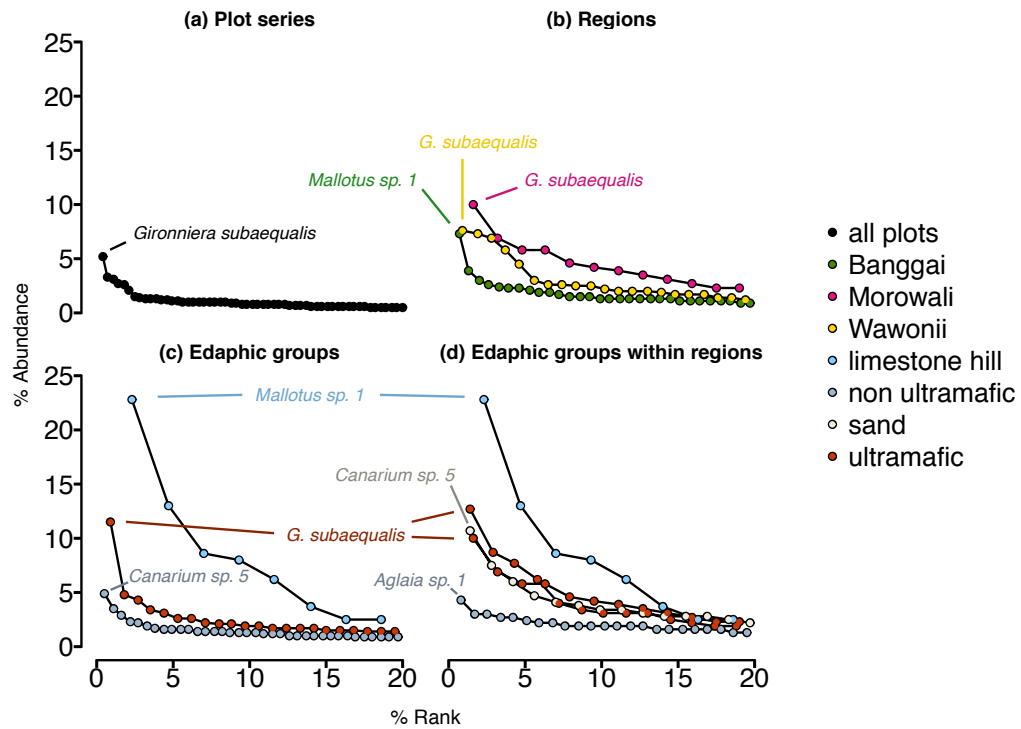 (a) Plot series
(b) Regions
25
20
15
10
5
0
Gironniera subaequalis
G. subaequalis
Mallotus sp. 1
G. subaequalis
% Abundance
(c) Edaphic groups
(d) Edaphic groups within regions
25
20
15
10
5
0
Mallotus sp. 1
Canarium sp. 5
G. subaequalis
Canarium sp. 5
Aglaia sp. 1
0 5 10 15 20
0 5 10 15 20
% Rank
all plots
Banggai
Morowali
Wawonii
limestone hill
non ultramafic
sand
ultramafic